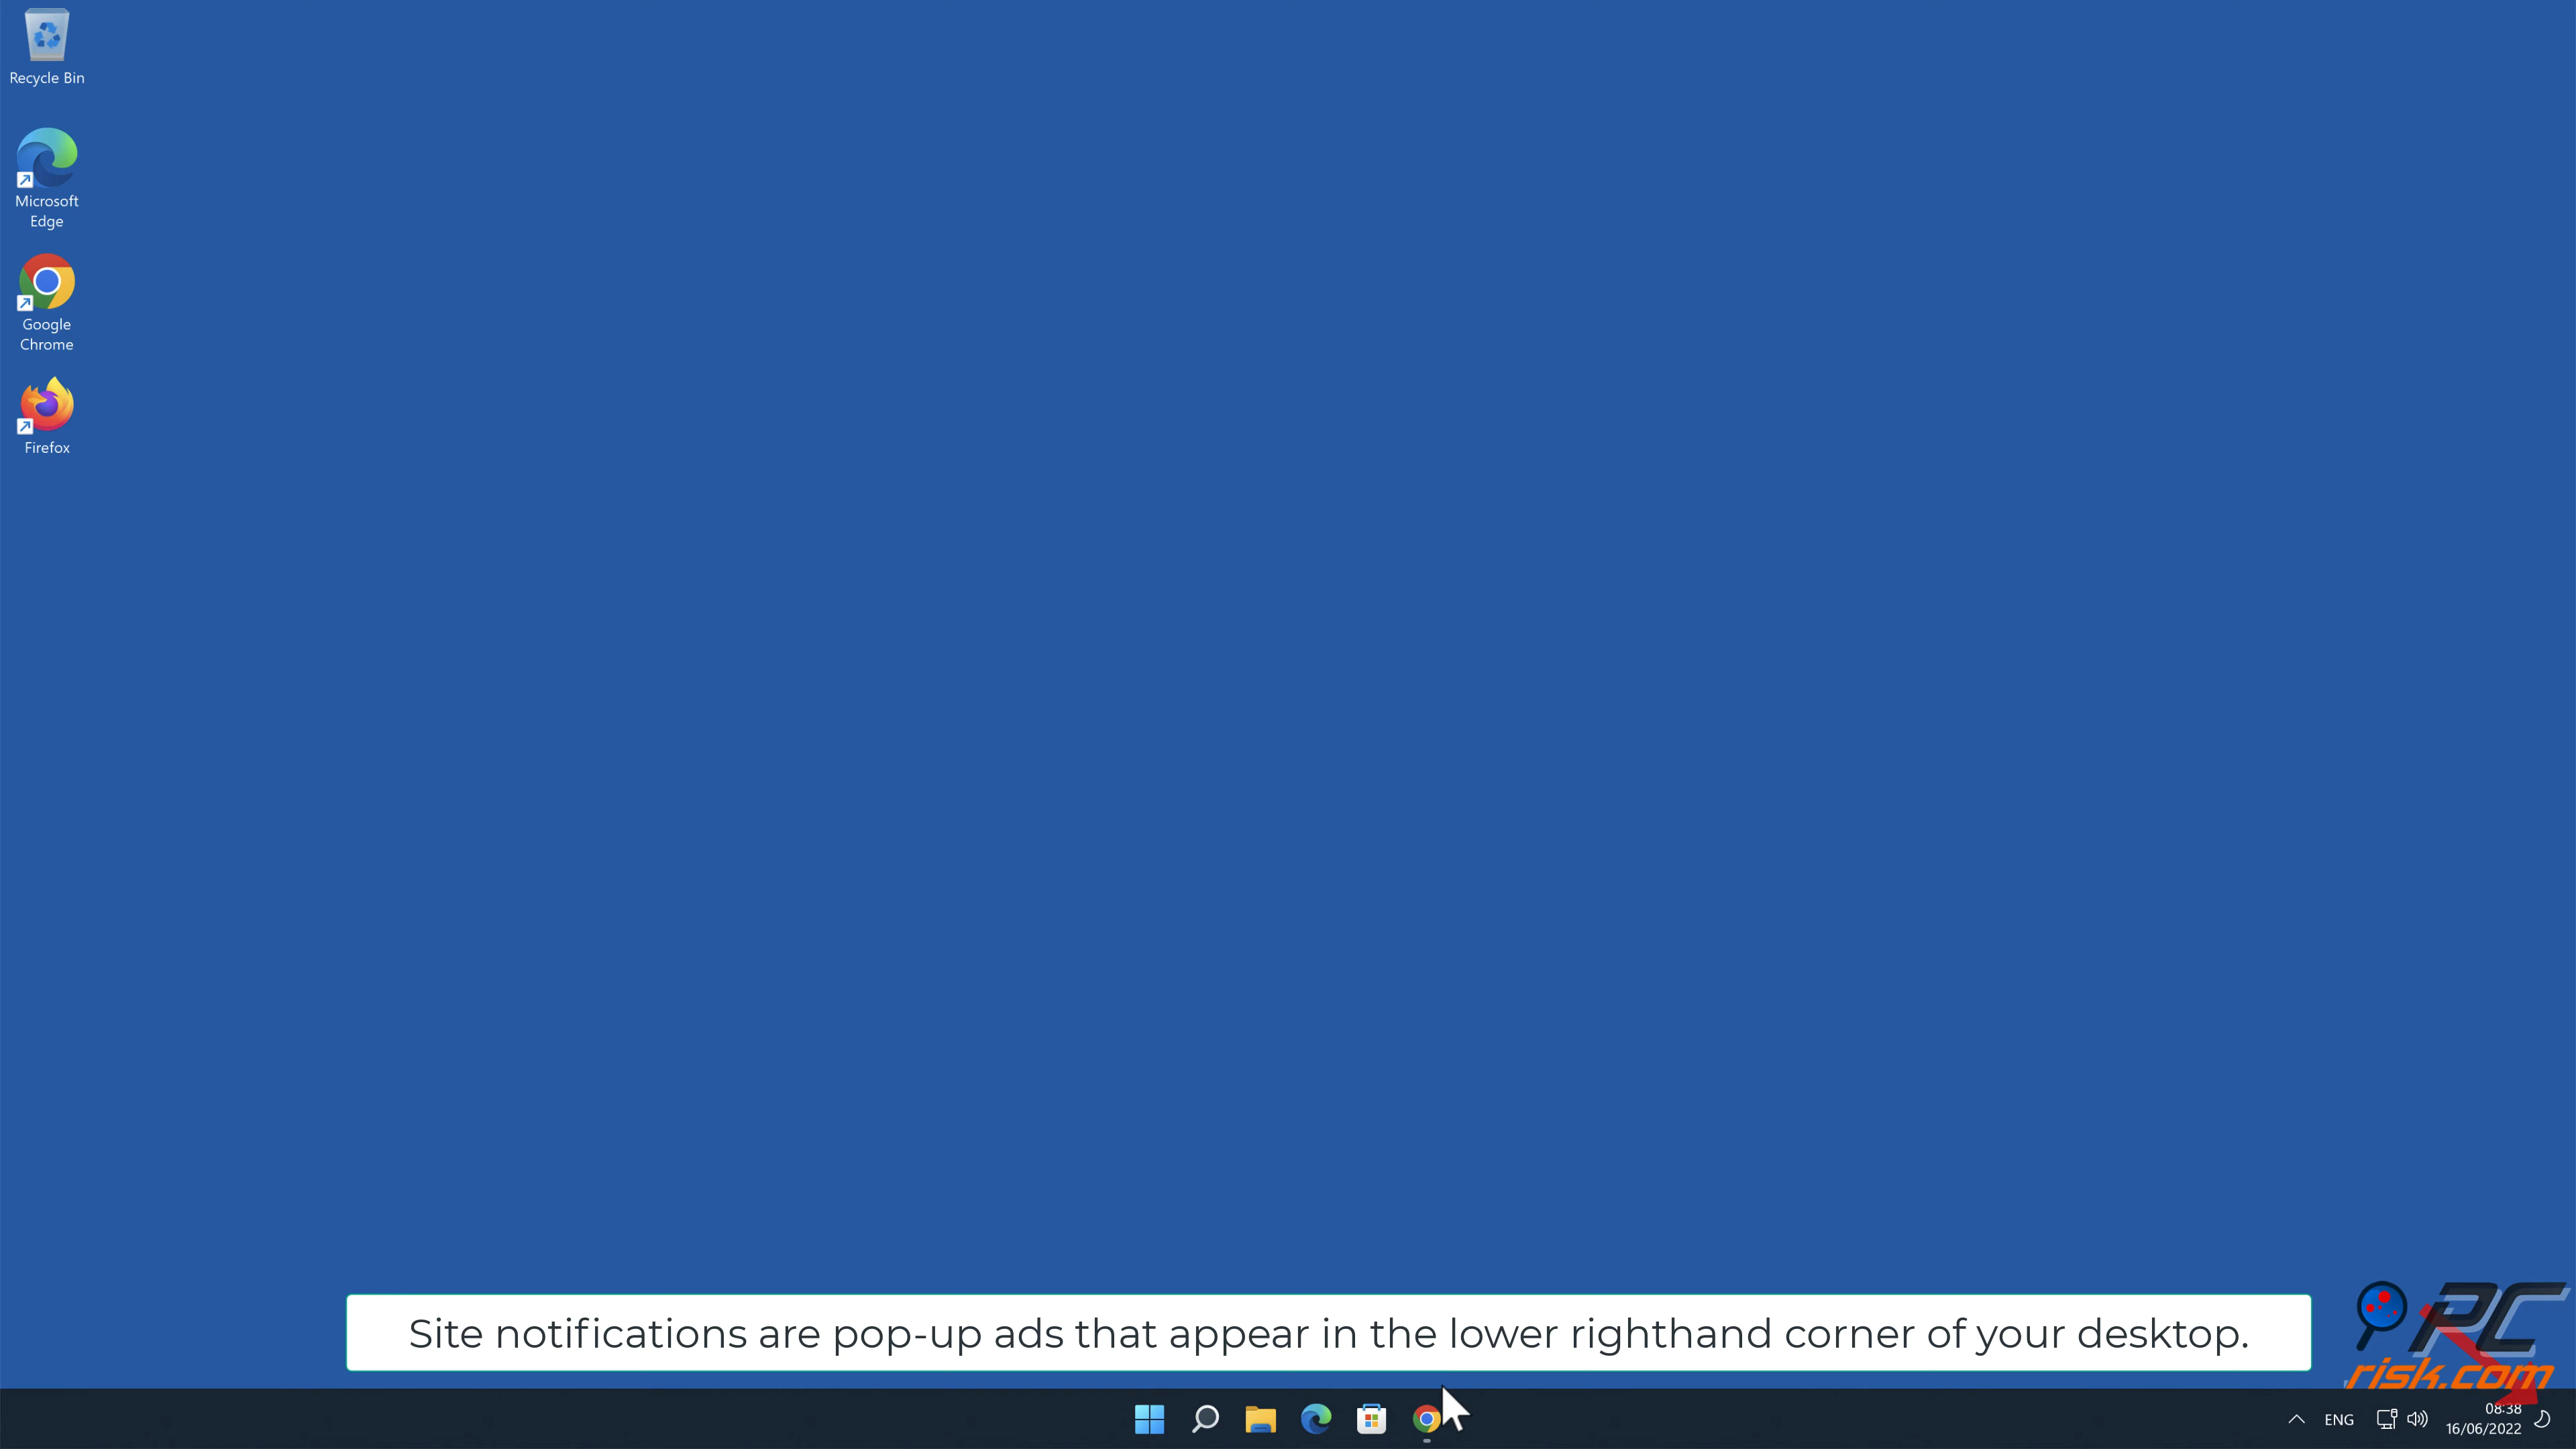 Recycle Bin
Microsoft
Edge
Google
Chrome
Firefox
Site notifications are pop-up ads that appear in the lower righthand corner of your desktop.
PC
risk.com
ENG
08:38
16/06/2022